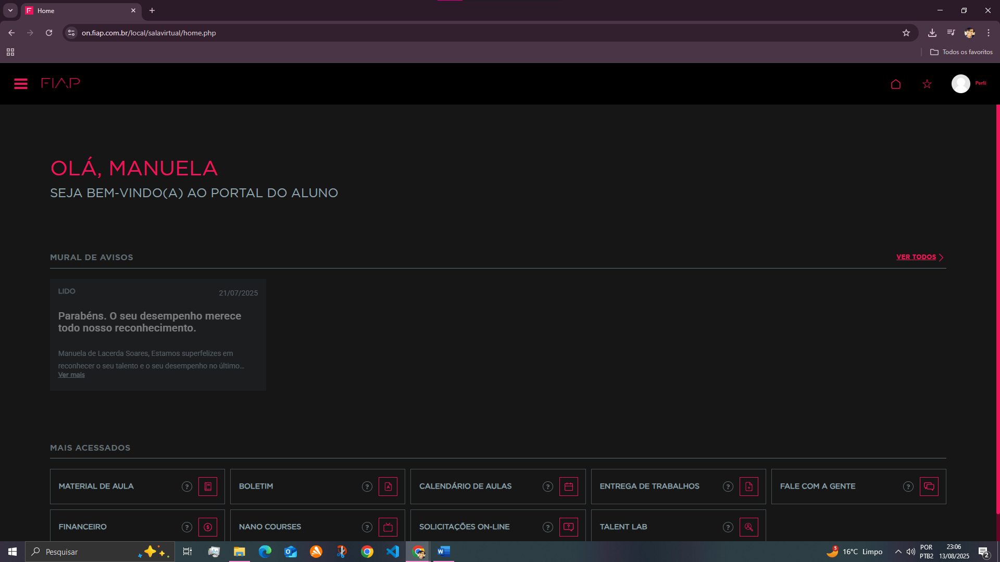 Home
on.fiap.com.br/local/salavirtual/home.php
Todos os favoritos
FIAP
Perfil
OLÁ, MANUELA
SEJA BEM-VINDO(A) AO PORTAL DO ALUNO
MURAL DE AVISOS
VER TODOS
LIDO
21/07/2025
Parabéns. O seu desempenho merece
todo nosso reconhecimento.
Manuela de Lacerda Soares, Estamos superfelizes em
reconhecer o seu talento e o seu desempenho no último...
Ver mais
MAIS ACESSADOS
MATERIAL DE AULA ?
BOLETIM ?
CALENDÁRIO DE AULAS ?
ENTREGA DE TRABALHOS ?
FALE COM A GENTE ?
FINANCEIRO ?
NANO COURSES ?
SOLICITAÇÕES ON-LINE ?
TALENT LAB ?
Pesquisar
5
16°C Limpo
POR
PTB2
23:06
13/08/2025
2